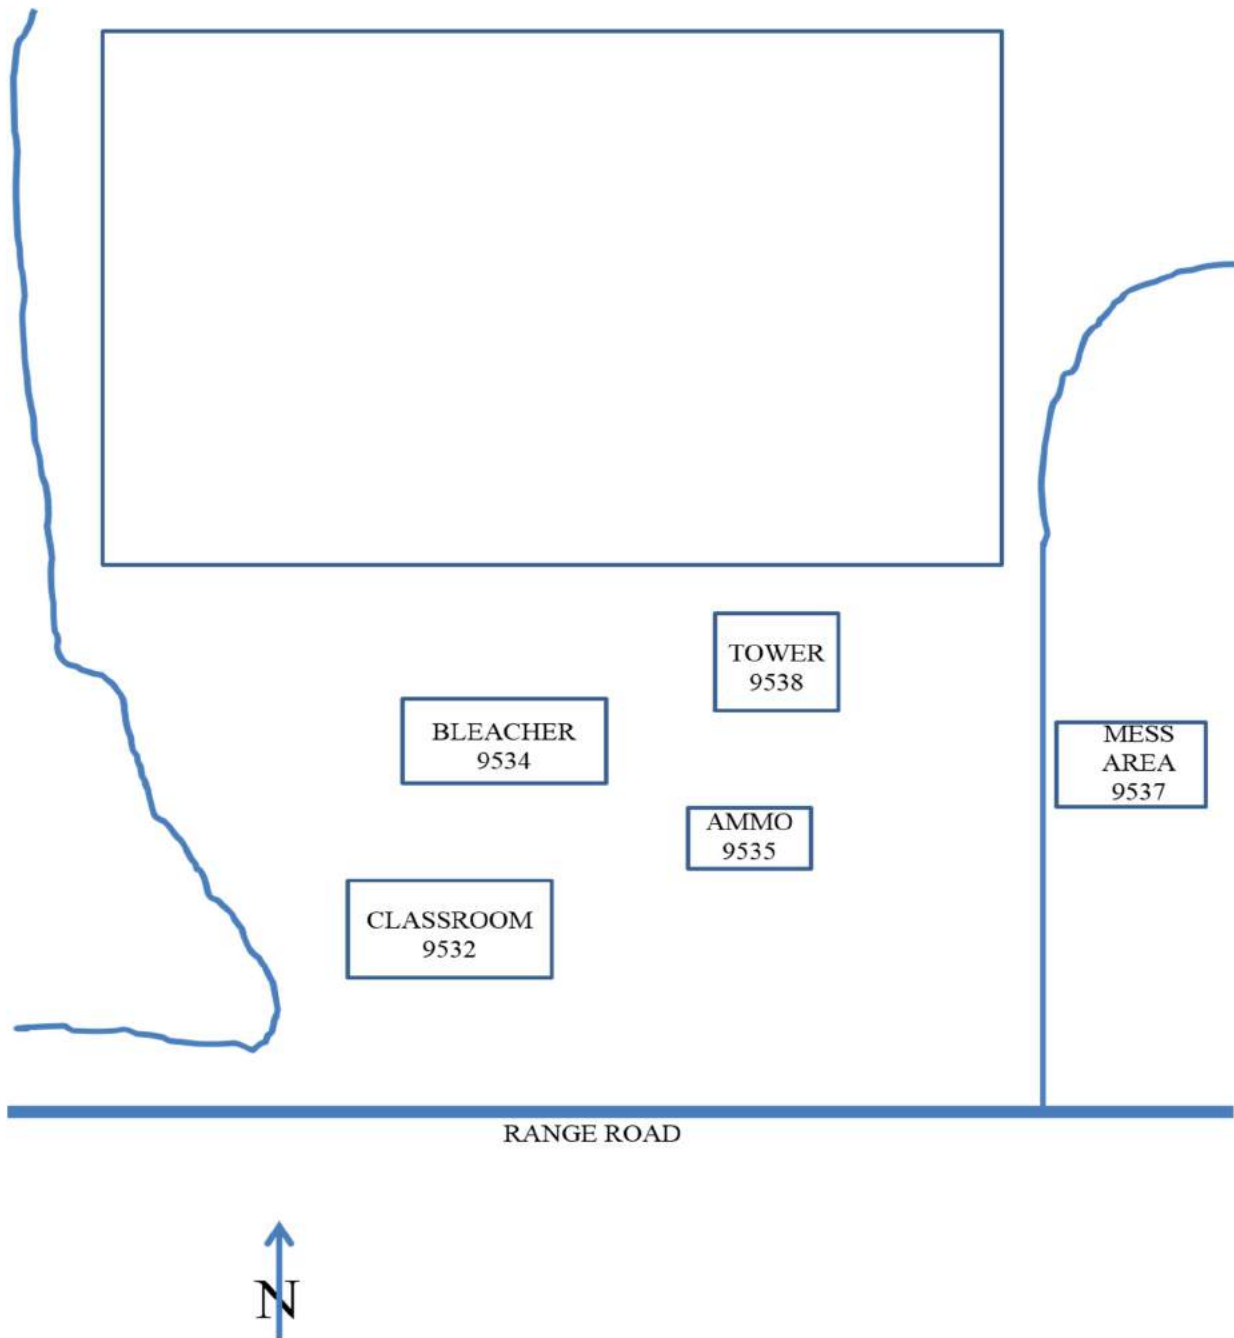 TOWER
9538
BLEACHER
9534
MESS
AREA
9537
AMMO
9535
CLASSROOM
9532
RANGE ROAD
N